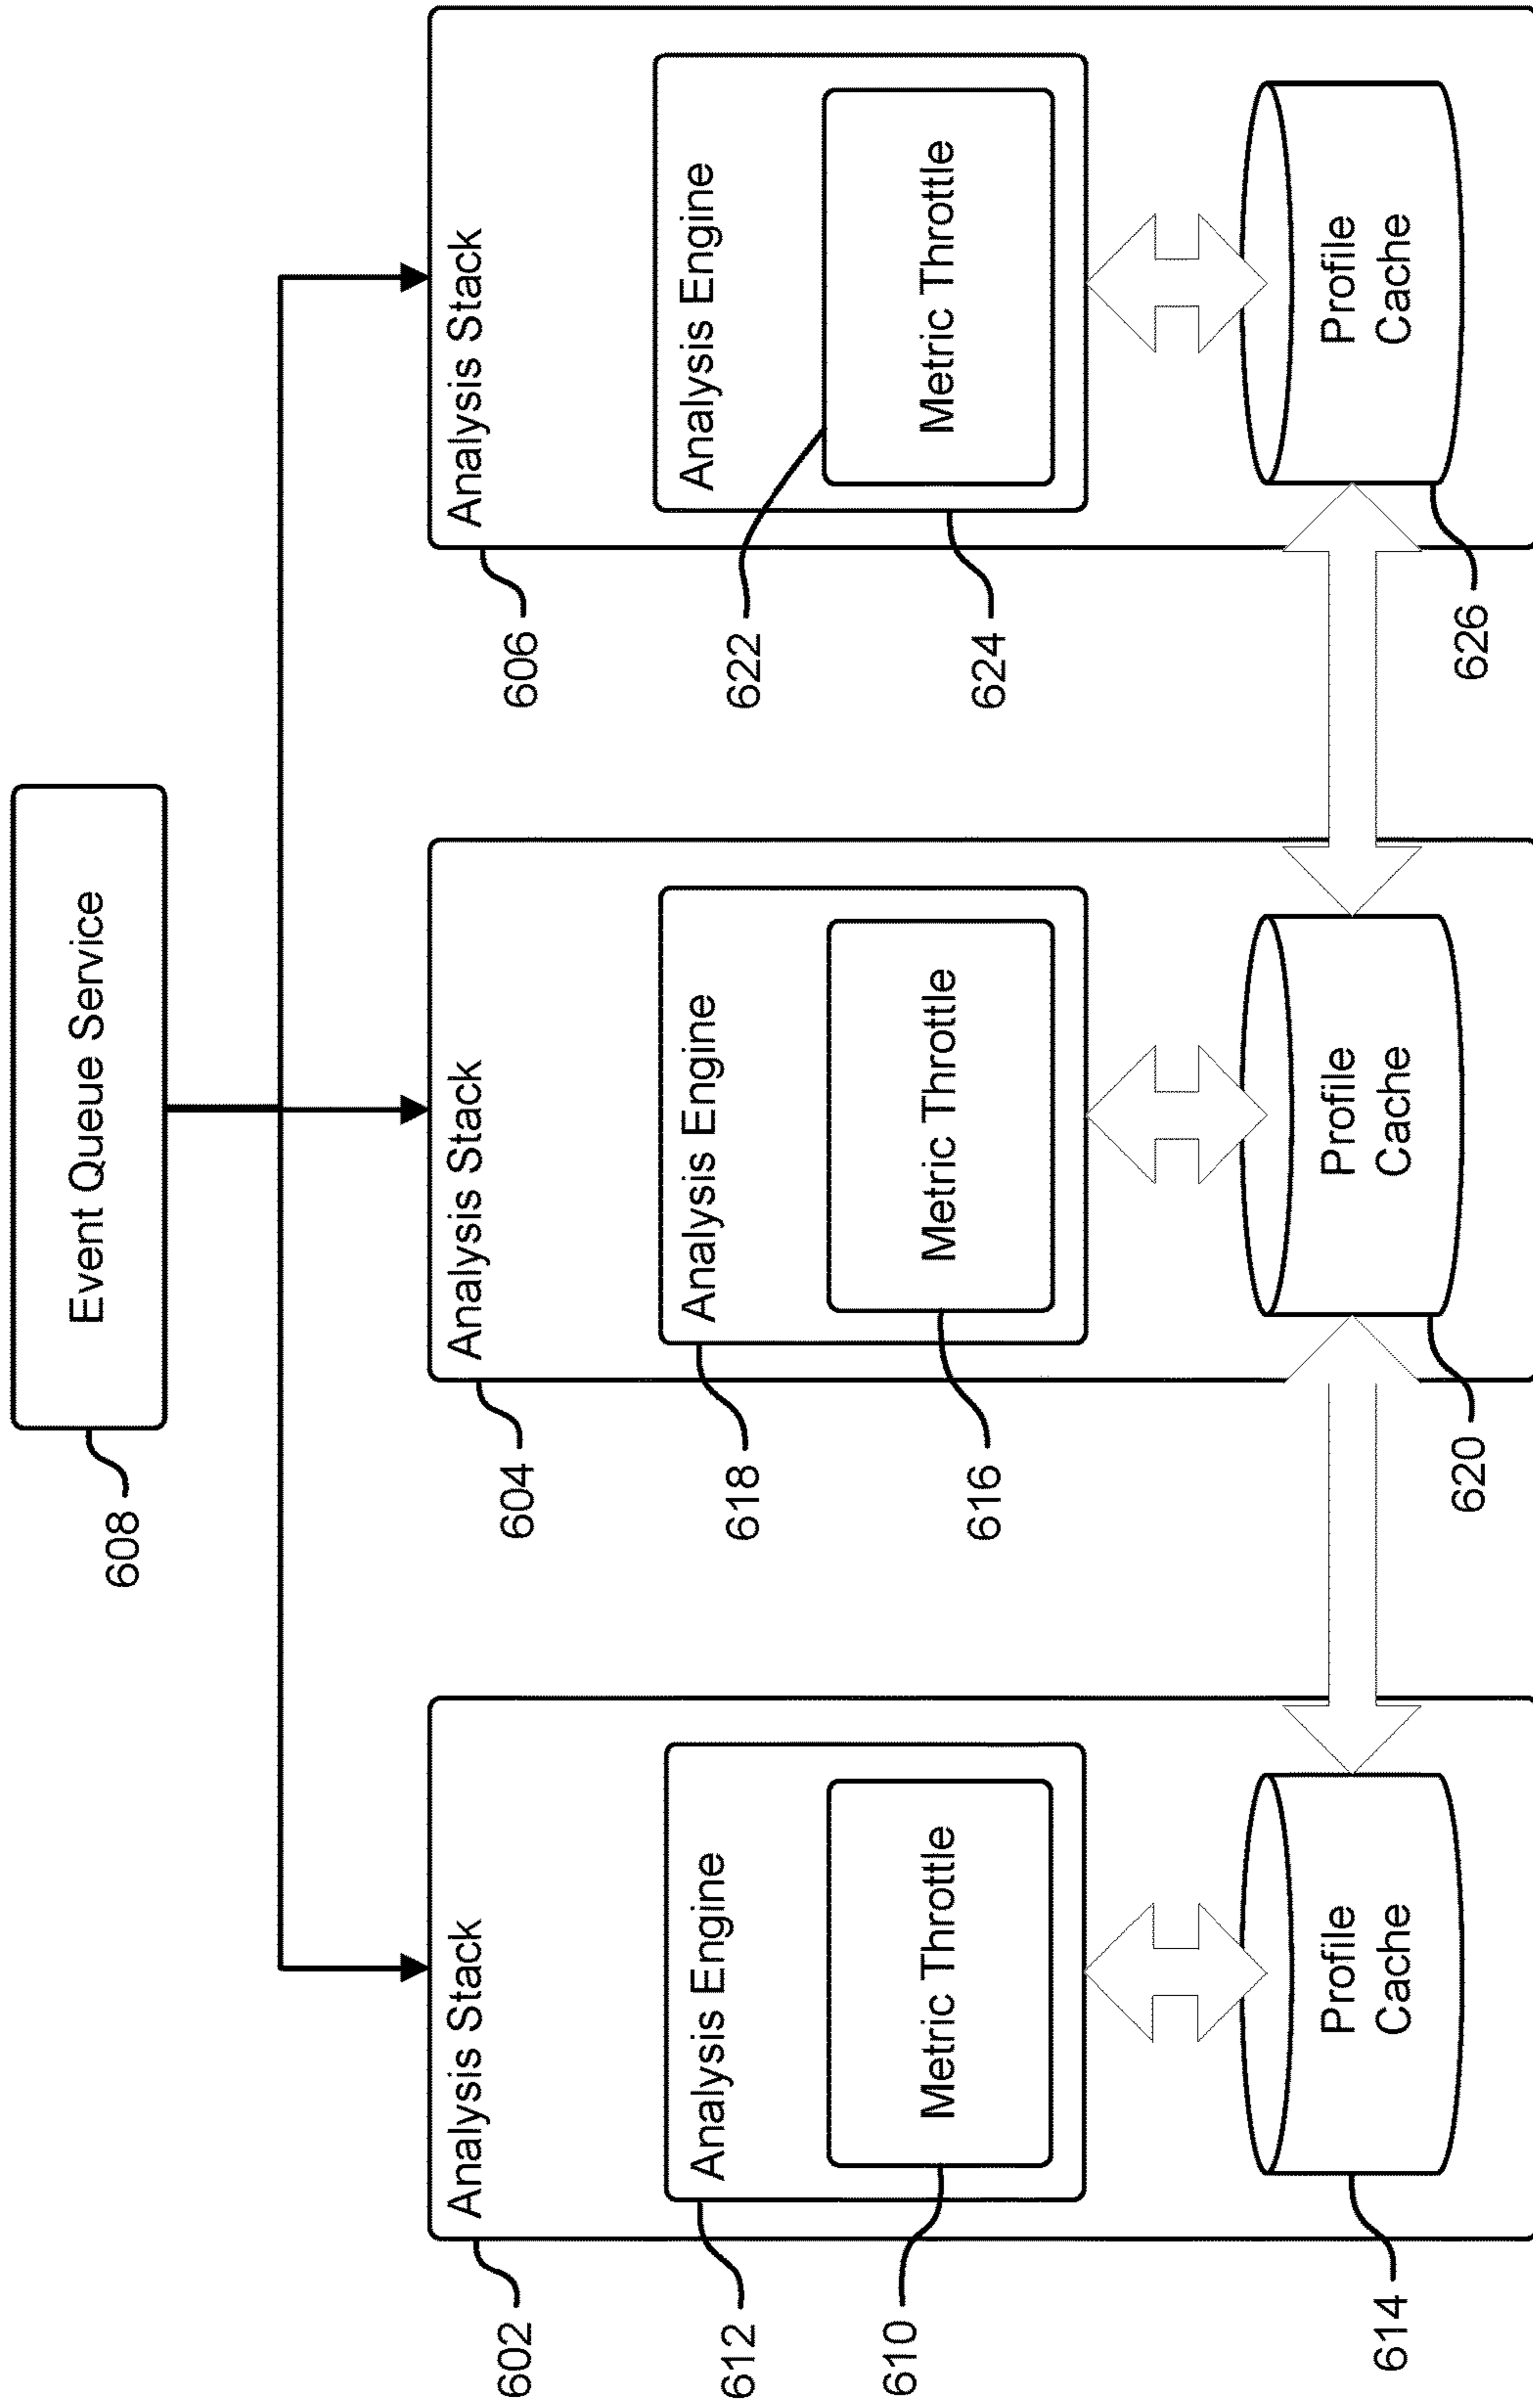 Event Queue Service
608
Analysis Stack
602
Analysis Engine
612
Metric Throttle
610
Profile
Cache
614
Analysis Stack
604
Analysis Engine
618
Metric Throttle
616
Profile
Cache
620
Analysis Stack
606
Analysis Engine
622
Metric Throttle
624
Profile
Cache
626